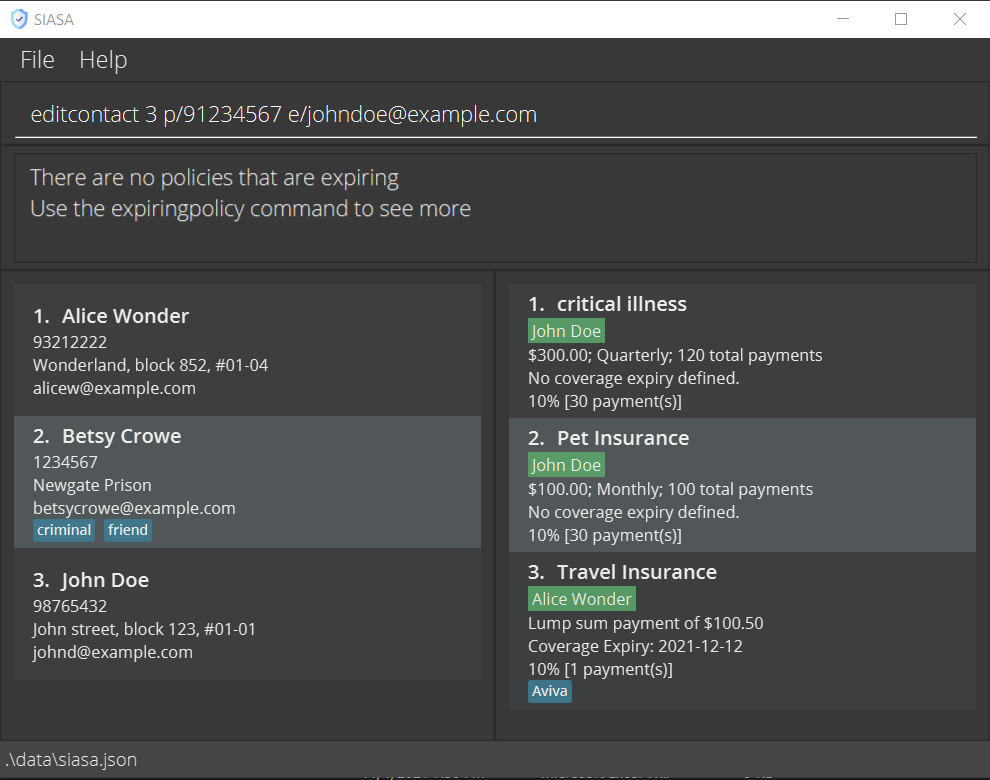 SIASA
File Help
editcontact 3 p/91234567 e/johndoe@example.com
There are no policies that are expiring
Use the expiringpolicy command to see more
1. Alice Wonder
93212222
Wonderland, block 852, #01-04
alicew@example.com
2. Betsy Crowe
1234567
Newgate Prison
betsycrowe@example.com
criminal friend
3. John Doe
98765432
John street, block 123, #01-01
johnd@example.com
1. critical illness
John Doe
$300.00; Quarterly; 120 total payments
No coverage expiry defined.
10% [30 payment(s)]
2. Pet Insurance
John Doe
$100.00; Monthly; 100 total payments
No coverage expiry defined.
10% [30 payment(s)]
3. Travel Insurance
Alice Wonder
Lump sum payment of $100.50
Coverage Expiry: 2021-12-12
10% [1 payment(s)]
Aviva
.\data\siasa.json